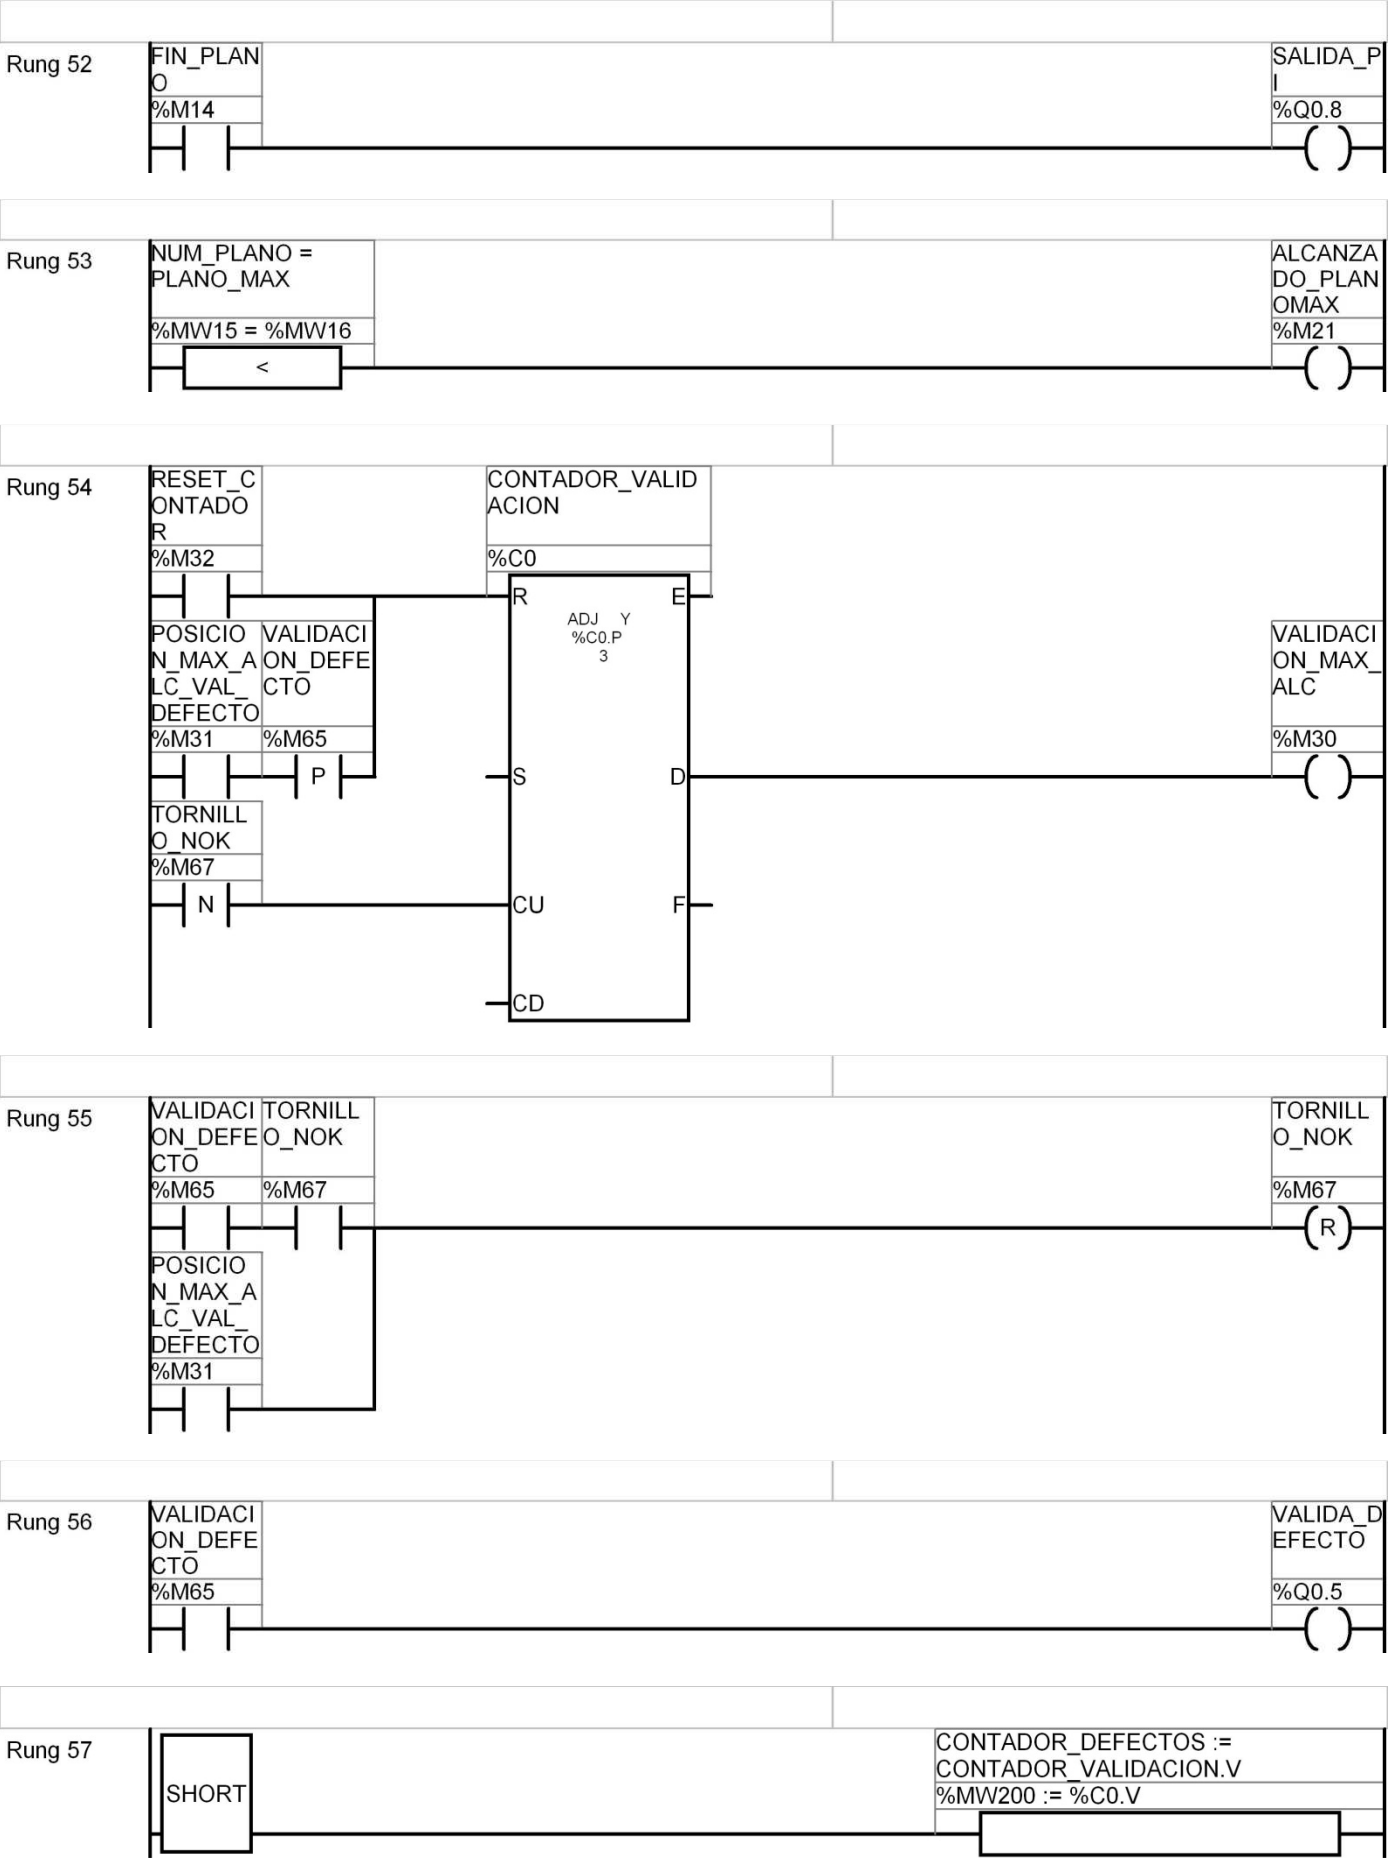 Rung 52
FIN_PLAN
O
%M14
SALIDA_P
I
%Q0.8
Rung 53
NUM_PLANO =
PLANO_MAX
%MW15 = %MW16
<
ALCANZA
DO_PLAN
OMAX
%M21
Rung 54
RESET_C
ONTADO
R
%M32
CONTADOR_VALID
ACION
%C0
R
E
ADJ Y
%C0.P
3
POSICIO
N_MAX_A
LC_VAL_
DEFECTO
%M31
VALIDACI
ON_DEFE
CTO
%M65
P
S
D
VALIDACI
ON_MAX_
ALC
%M30
TORNILL
O_NOK
%M67
N
CU
F
CD
Rung 55
VALIDACI
ON_DEFE
CTO
%M65
TORNILL
O_NOK
%M67
TORNILL
O_NOK
%M67
R
POSICIO
N_MAX_A
LC_VAL_
DEFECTO
%M31
Rung 56
VALIDACI
ON_DEFE
CTO
%M65
VALIDA_D
EFECTO
%Q0.5
Rung 57
SHORT
CONTADOR_DEFECTOS :=
CONTADOR_VALIDACION.V
%MW200 := %C0.V